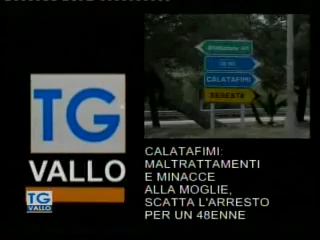 TG
VALLO
TG
VALLO
CALATAFIMI
SEGESTA
CALATAFIMI:
MALTRATTAMENTI
E MINACCE
ALLA MOGLIE,
SCATTA L'ARRESTO
PER UN 48ENNE